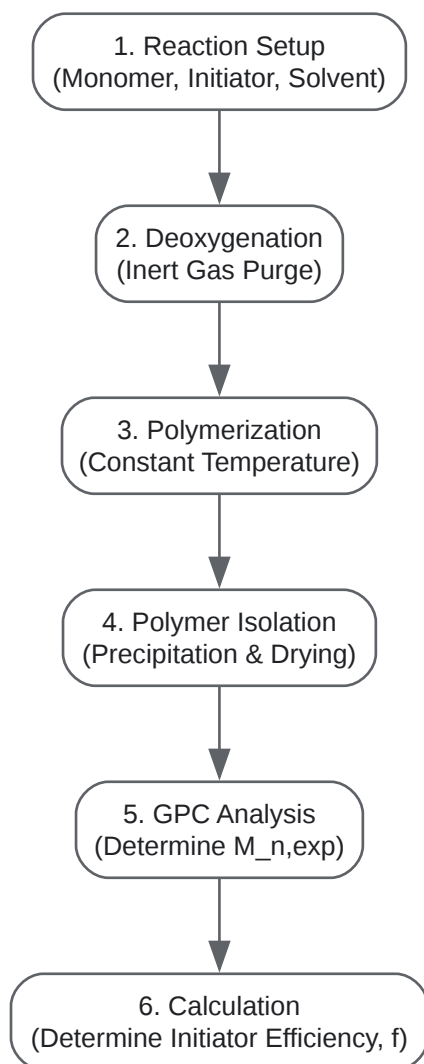 1. Reaction Setup
(Monomer, Initiator, Solvent)
2. Deoxygenation
(Inert Gas Purge)
3. Polymerization
(Constant Temperature)
4. Polymer Isolation
(Precipitation & Drying)
5. GPC Analysis
(Determine M_n,exp)
6. Calculation
(Determine Initiator Efficiency, f)